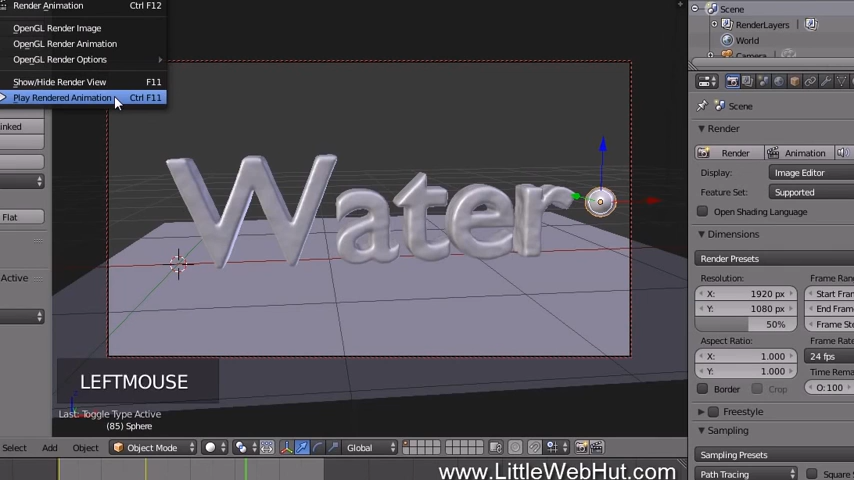 Render Animation Ctrl F12
OpenGL Render Image
OpenGL Render Animation
OpenGL Render Options
Show/Hide Render View F11
Play Rendered Animation Ctrl F11
inked
Flat
Active
Water
LEFTMOUSE
Last: Toggle Type Active
(85) Sphere
Select Add Object Object Mode Global
www.LittleWebHut.com
Scene
RenderLayers
World
Camera
Scene
Render
Render Animation
Display: Image Editor
Feature Set: Supported
Open Shading Language
Dimensions
Render Presets
Resolution: Frame Rang
X: 1920 px Start Fram
Y: 1080 px End Frame
50% Frame Ste
Aspect Ratio: Frame Rate
X: 1.000 24 fps
Y: 1.000 Time Rema
Border Crop O: 100
Freestyle
Sampling
Sampling Presets
Path Tracing Square S